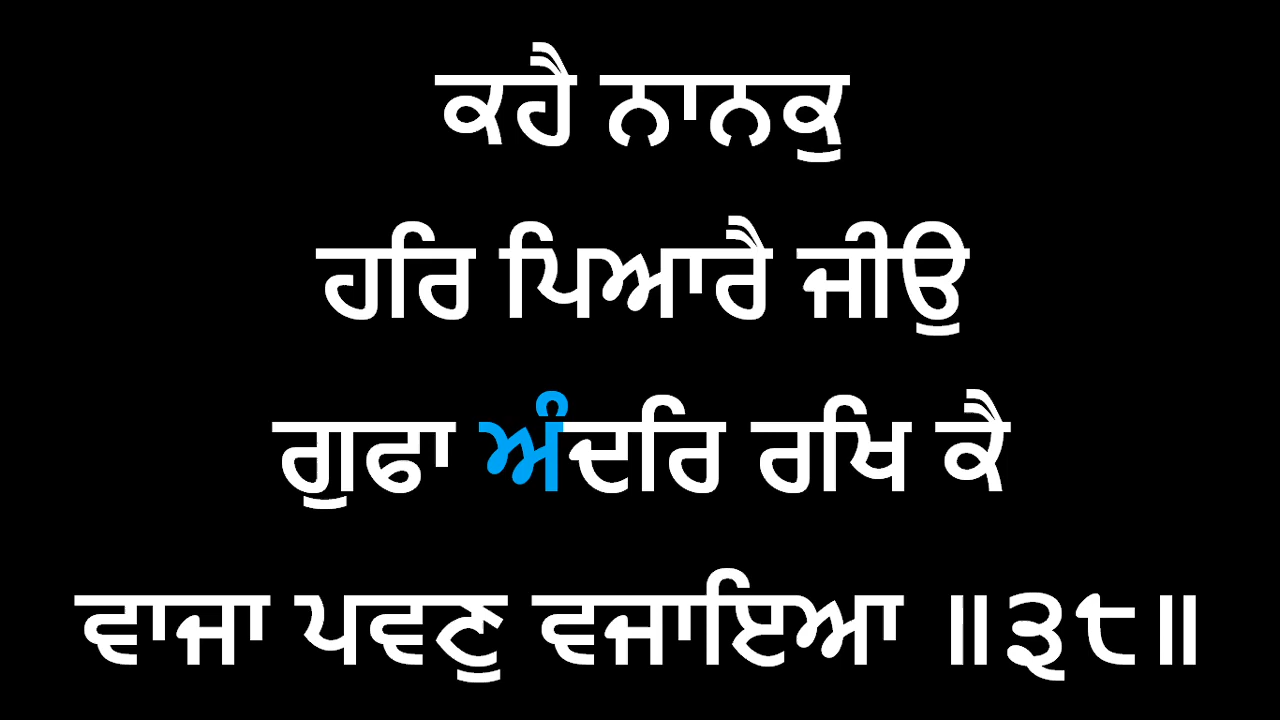 ਕਹੈ ਨਾਨਕੁ
ਹਰਿ ਪਿਆਰੈ ਜੀਉ
ਗੁਫਾ ਅੰਦਰਿ ਰਖਿ ਕੈ
ਵਾਜਾ ਪਵਣੁ ਵਜਾਇਆ ॥੩੮॥